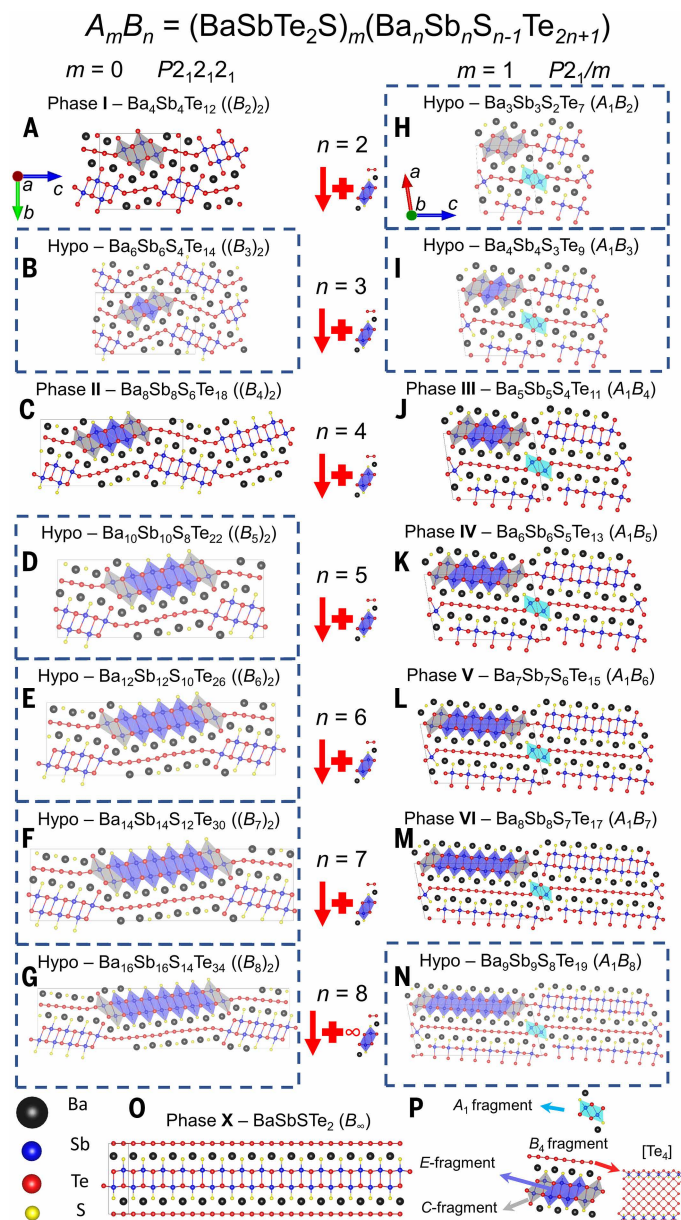 AₘBₙ = (BaSbTe₂S)ₘ(BaₙSbₙSₙ₋₁Te₂ₙ₊₁)
m = 0 P2₁2₁2₁
m = 1 P2₁/m
Phase I – Ba₄Sb₄Te₁₂ ((B₂)₂)
A
a
c
b
n = 2
Hypo – Ba₃Sb₃S₂Te₇ (A₁B₂)
H
a
b
c
Hypo – Ba₆Sb₆S₄Te₁₄ ((B₃)₂)
B
n = 3
Hypo – Ba₄Sb₄S₃Te₉ (A₁B₃)
I
Phase II – Ba₈Sb₈S₆Te₁₈ ((B₄)₂)
C
n = 4
Phase III – Ba₅Sb₅S₄Te₁₁ (A₁B₄)
J
Hypo – Ba₁₀Sb₁₀S₈Te₂₂ ((B₅)₂)
D
n = 5
Phase IV – Ba₆Sb₆S₅Te₁₃ (A₁B₅)
K
Hypo – Ba₁₂Sb₁₂S₁₀Te₂₆ ((B₆)₂)
E
n = 6
Phase V – Ba₇Sb₇S₆Te₁₅ (A₁B₆)
L
Hypo – Ba₁₄Sb₁₄S₁₂Te₃₀ ((B₇)₂)
F
n = 7
Phase VI – Ba₈Sb₈S₇Te₁₇ (A₁B₇)
M
Hypo – Ba₁₆Sb₁₆S₁₄Te₃₄ ((B₈)₂)
G
n = 8
∞
Hypo – Ba₉Sb₉S₈Te₁₉ (A₁B₈)
N
Ba
Sb
Te
S
O
Phase X – BaSbSTe₂ (B∞)
P
A₁ fragment
B₄ fragment
[Te₄]
E-fragment
C-fragment